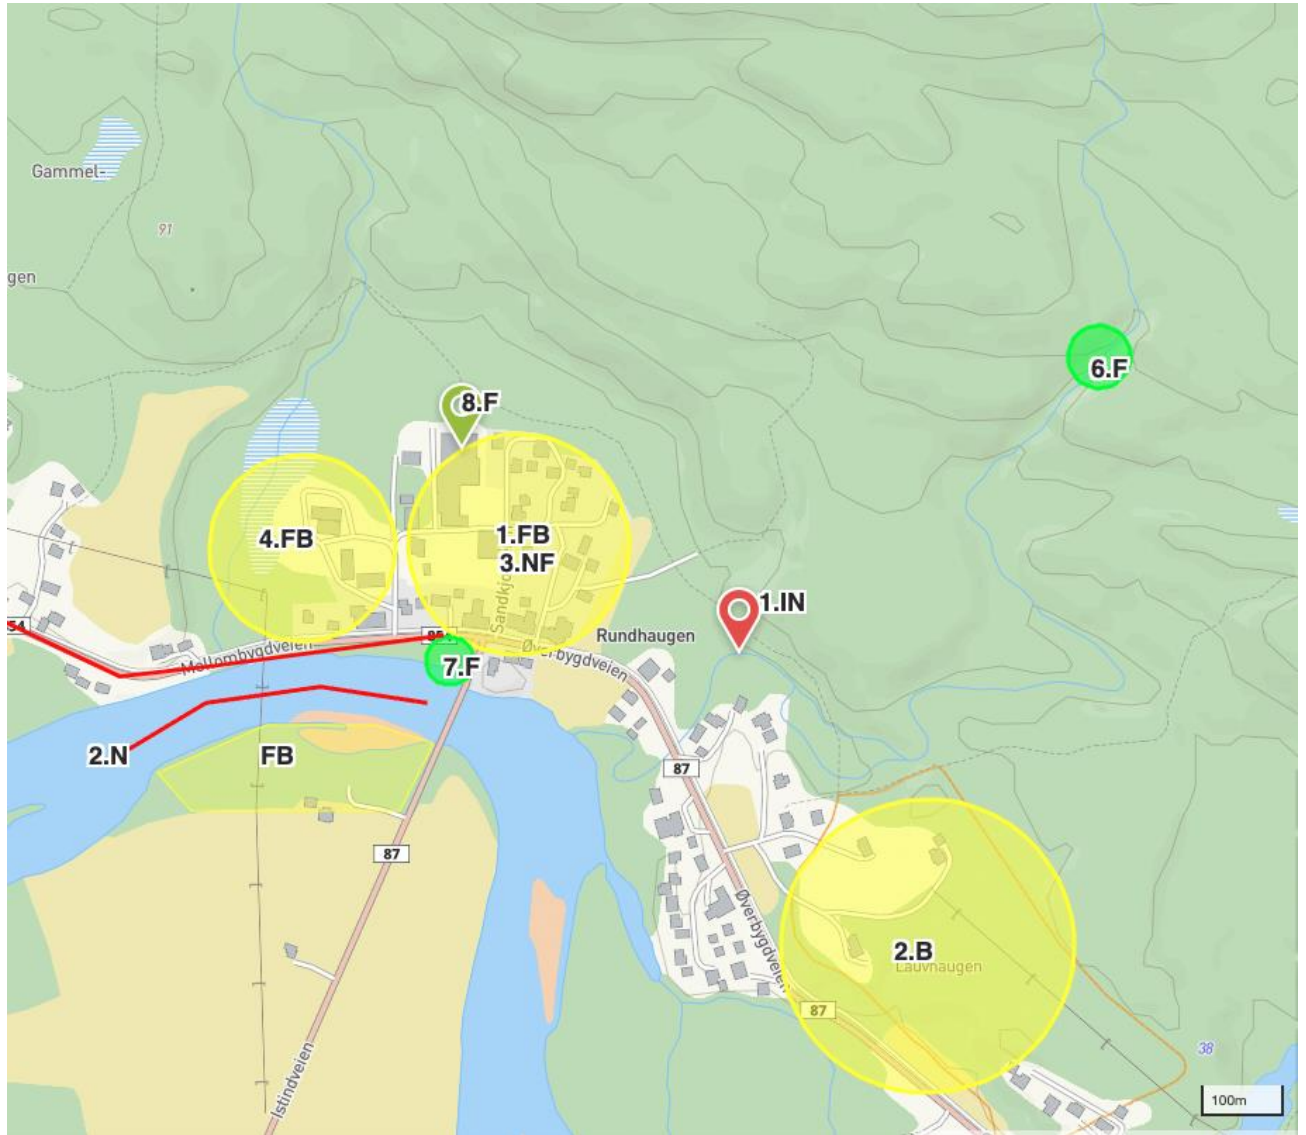 Gammel-
91
gen
6.F
8.F
4.FB
1.FB
3.NF
Sandkjo
1.IN
Rundhaugen
Øverbygdveien
Mellombygdveien
7.F
2.N
FB
87
87
Øverbygdveien
2.B
Lauvhaugen
87
38
Istindveien
100m